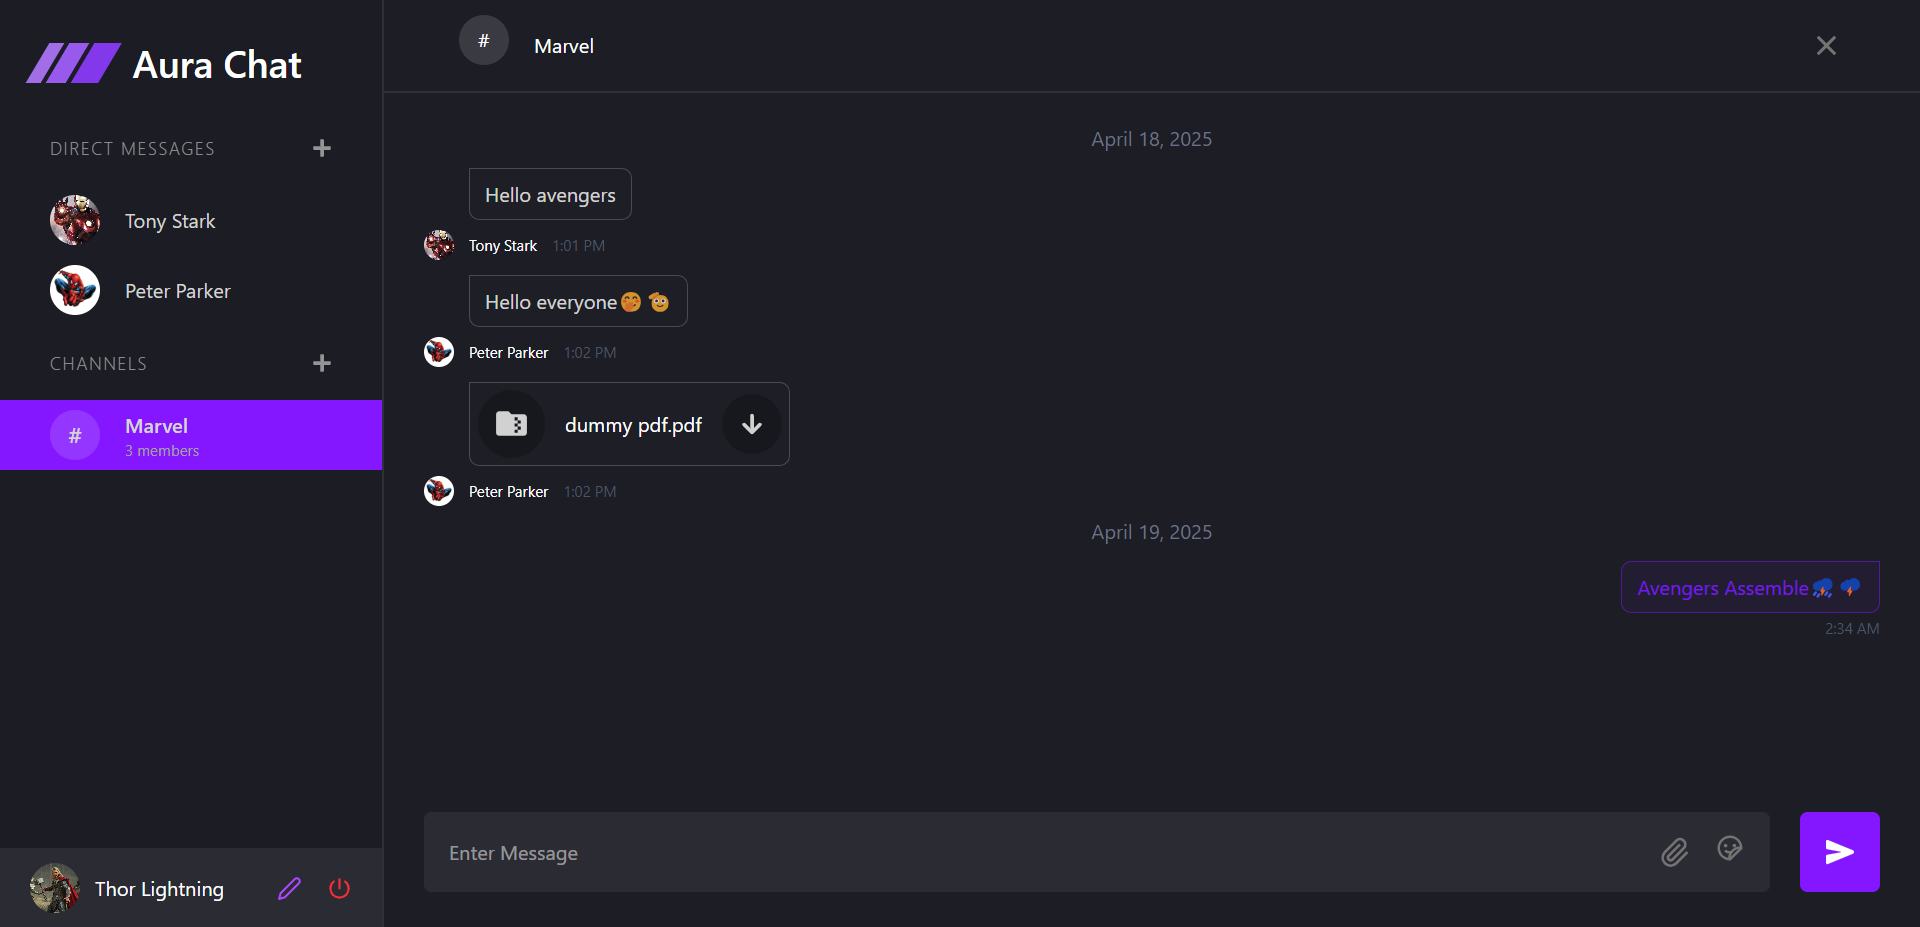 Aura Chat
DIRECT MESSAGES
Tony Stark
Peter Parker
CHANNELS
#
Marvel
3 members
Thor Lightning
#
Marvel
April 18, 2025
Hello avengers
Tony Stark 1:01 PM
Hello everyone
Peter Parker 1:02 PM
dummy pdf.pdf
Peter Parker 1:02 PM
April 19, 2025
Avengers Assemble
2:34 AM
Enter Message